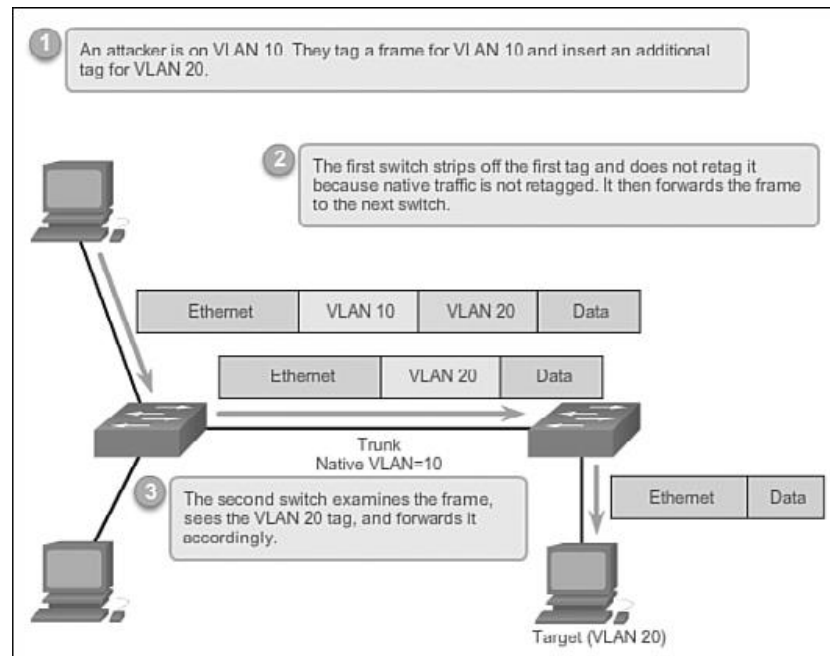 1
An attacker is on VLAN 10. They tag a frame for VLAN 10 and insert an additional
tag for VLAN 20.
2
The first switch strips off the first tag and does not retag it
because native traffic is not retagged. It then forwards the frame
to the next switch.
Ethernet VLAN 10 VLAN 20 Data
Ethernet VLAN 20 Data
Trunk
Native VLAN=10
3
The second switch examines the frame,
sees the VLAN 20 tag, and forwards it
accordingly.
Ethernet Data
Target (VLAN 20)